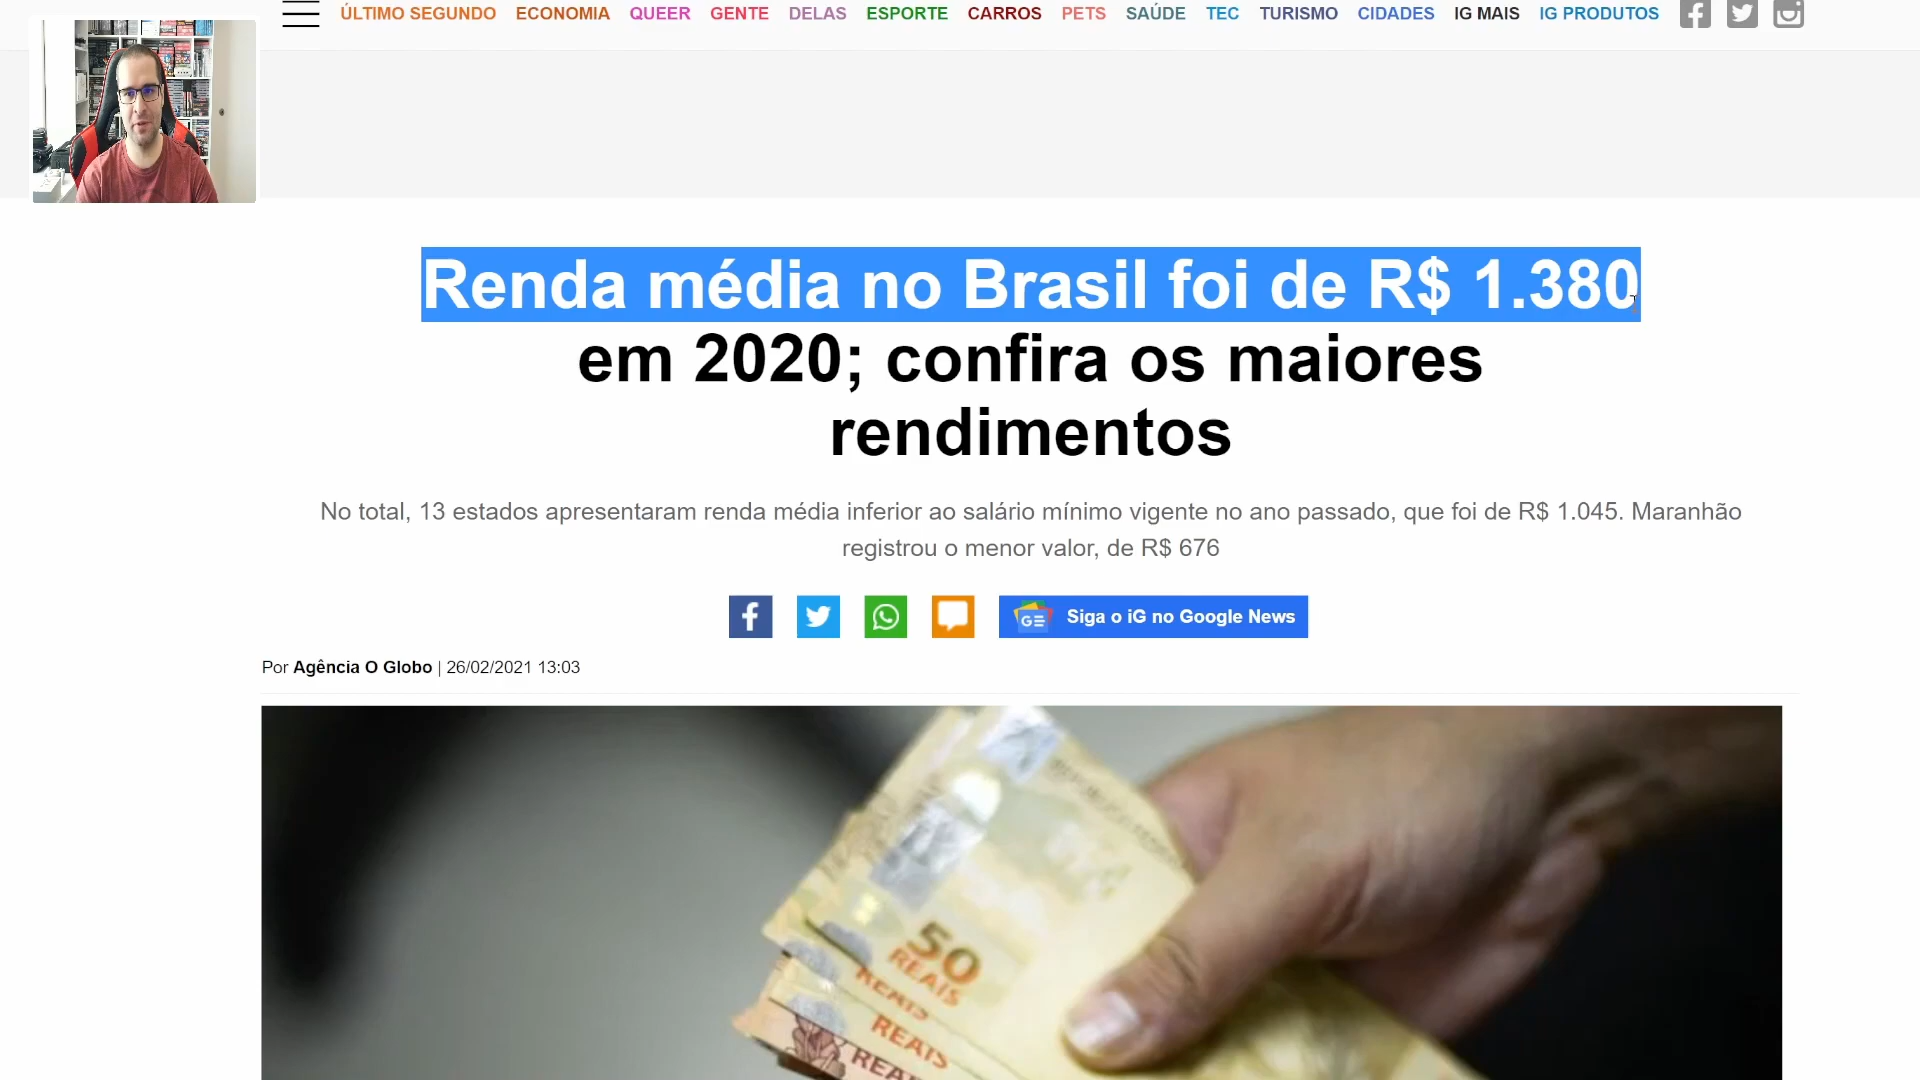 ÚLTIMO SEGUNDO ECONOMIA QUEER GENTE DELAS ESPORTE CARROS PETS SAÚDE TEC TURISMO CIDADES IG MAIS IG PRODUTOS
Renda média no Brasil foi de R$ 1.380
em 2020; confira os maiores
rendimentos
No total, 13 estados apresentaram renda média inferior ao salário mínimo vigente no ano passado, que foi de R$ 1.045. Maranhão
registrou o menor valor, de R$ 676
Siga o iG no Google News
Por Agência O Globo | 26/02/2021 13:03
50
REAIS
REAIS
REAIS